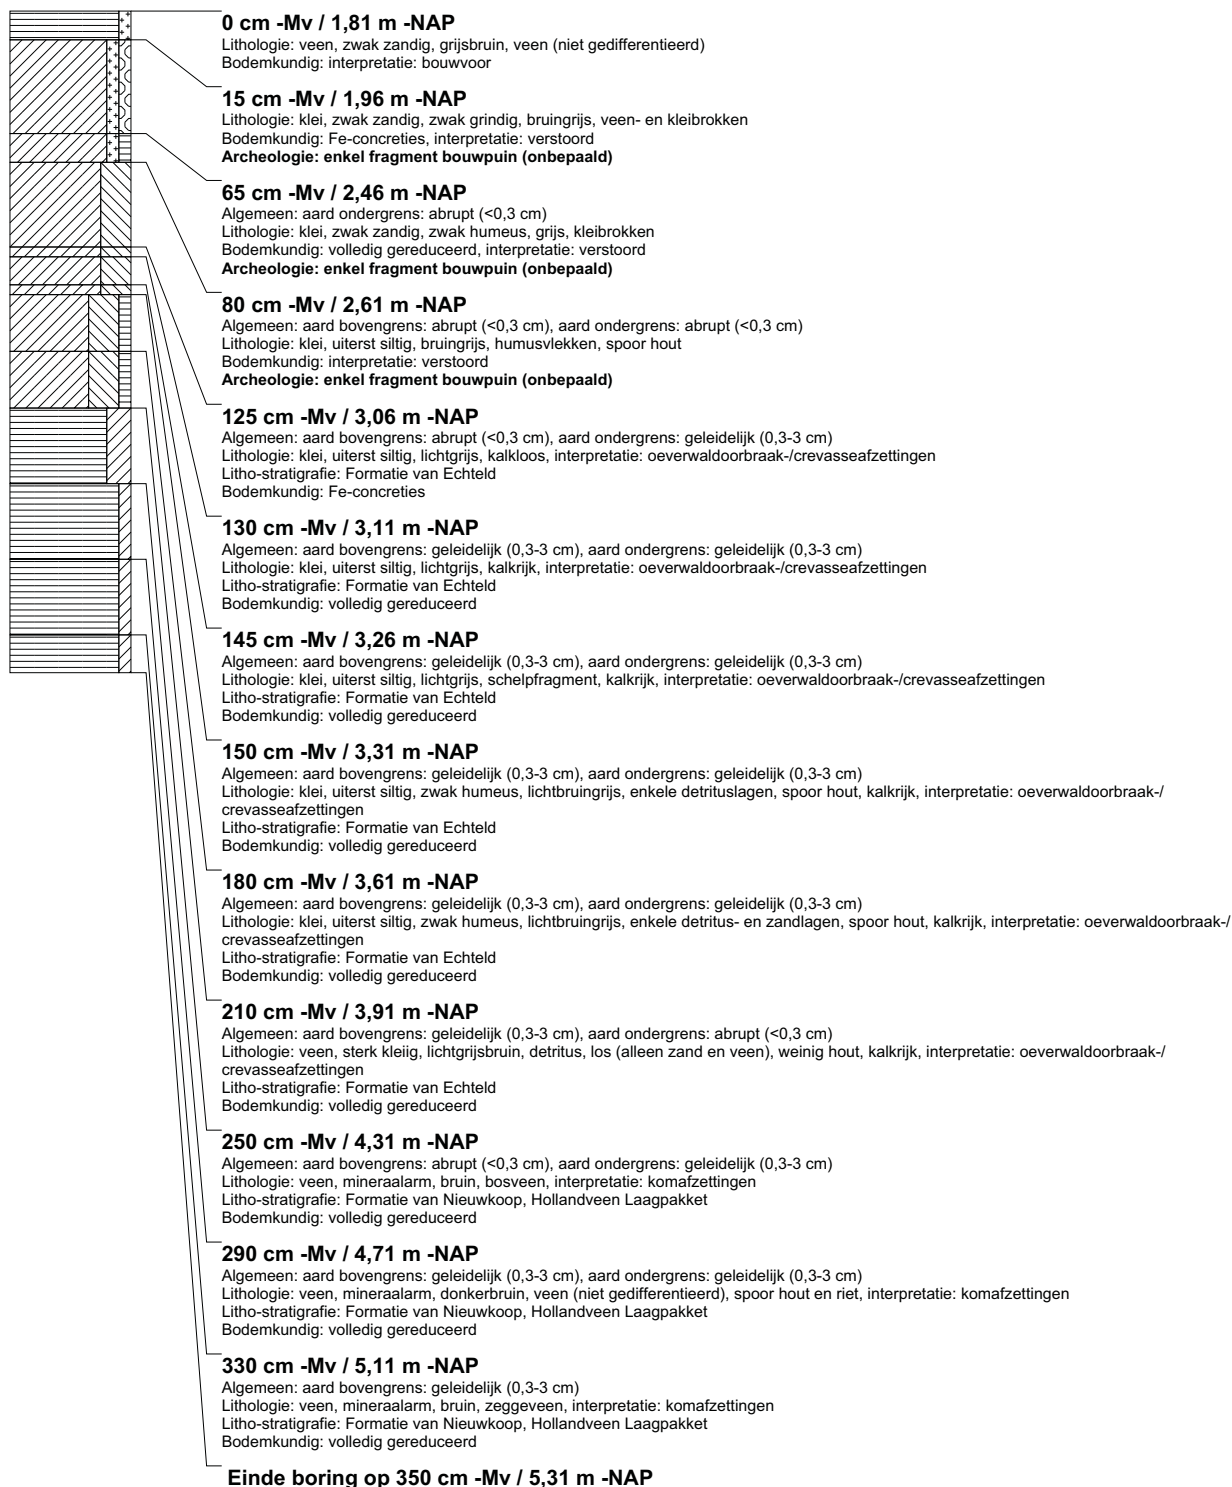 0 cm -Mv / 1,81 m -NAP
Lithologie: veen, zwak zandig, grijsbruin, veen (niet gedifferentieerd)
Bodemkundig: interpretatie: bouwvoor
15 cm -Mv / 1,96 m -NAP
Lithologie: klei, zwak zandig, zwak grindig, bruingrijs, veen- en kleibrokken
Bodemkundig: Fe-concreties, interpretatie: verstoord
Archeologie: enkel fragment bouwpuin (onbepaald)
65 cm -Mv / 2,46 m -NAP
Algemeen: aard ondergrens: abrupt (<0,3 cm)
Lithologie: klei, zwak zandig, zwak humeus, grijs, kleibrokken
Bodemkundig: volledig gereduceerd, interpretatie: verstoord
Archeologie: enkel fragment bouwpuin (onbepaald)
80 cm -Mv / 2,61 m -NAP
Algemeen: aard bovengrens: abrupt (<0,3 cm), aard ondergrens: abrupt (<0,3 cm)
Lithologie: klei, uiterst siltig, bruingrijs, humusvlekken, spoor hout
Bodemkundig: interpretatie: verstoord
Archeologie: enkel fragment bouwpuin (onbepaald)
125 cm -Mv / 3,06 m -NAP
Algemeen: aard bovengrens: abrupt (<0,3 cm), aard ondergrens: geleidelijk (0,3-3 cm)
Lithologie: klei, uiterst siltig, lichtgrijs, kalkloos, interpretatie: oeverwaldoorbraak-/crevasseafzettingen
Litho-stratigrafie: Formatie van Echteld
Bodemkundig: Fe-concreties
130 cm -Mv / 3,11 m -NAP
Algemeen: aard bovengrens: geleidelijk (0,3-3 cm), aard ondergrens: geleidelijk (0,3-3 cm)
Lithologie: klei, uiterst siltig, lichtgrijs, kalkrijk, interpretatie: oeverwaldoorbraak-/crevasseafzettingen
Litho-stratigrafie: Formatie van Echteld
Bodemkundig: volledig gereduceerd
145 cm -Mv / 3,26 m -NAP
Algemeen: aard bovengrens: geleidelijk (0,3-3 cm), aard ondergrens: geleidelijk (0,3-3 cm)
Lithologie: klei, uiterst siltig, lichtgrijs, schelpfragment, kalkrijk, interpretatie: oeverwaldoorbraak-/crevasseafzettingen
Litho-stratigrafie: Formatie van Echteld
Bodemkundig: volledig gereduceerd
150 cm -Mv / 3,31 m -NAP
Algemeen: aard bovengrens: geleidelijk (0,3-3 cm), aard ondergrens: geleidelijk (0,3-3 cm)
Lithologie: klei, uiterst siltig, zwak humeus, lichtbruingrijs, enkele detrituslagen, spoor hout, kalkrijk, interpretatie: oeverwaldoorbraak-/
crevasseafzettingen
Litho-stratigrafie: Formatie van Echteld
Bodemkundig: volledig gereduceerd
180 cm -Mv / 3,61 m -NAP
Algemeen: aard bovengrens: geleidelijk (0,3-3 cm), aard ondergrens: geleidelijk (0,3-3 cm)
Lithologie: klei, uiterst siltig, zwak humeus, lichtbruingrijs, enkele detritus- en zandlagen, spoor hout, kalkrijk, interpretatie: oeverwaldoorbraak-/
crevasseafzettingen
Litho-stratigrafie: Formatie van Echteld
Bodemkundig: volledig gereduceerd
210 cm -Mv / 3,91 m -NAP
Algemeen: aard bovengrens: geleidelijk (0,3-3 cm), aard ondergrens: abrupt (<0,3 cm)
Lithologie: veen, sterk kleiig, lichtgrijsbruin, detritus, los (alleen zand en veen), weinig hout, kalkrijk, interpretatie: oeverwaldoorbraak-/
crevasseafzettingen
Litho-stratigrafie: Formatie van Echteld
Bodemkundig: volledig gereduceerd
250 cm -Mv / 4,31 m -NAP
Algemeen: aard bovengrens: abrupt (<0,3 cm), aard ondergrens: geleidelijk (0,3-3 cm)
Lithologie: veen, mineraalarm, bruin, bosveen, interpretatie: komafzettingen
Litho-stratigrafie: Formatie van Nieuwkoop, Hollandveen Laagpakket
Bodemkundig: volledig gereduceerd
290 cm -Mv / 4,71 m -NAP
Algemeen: aard bovengrens: geleidelijk (0,3-3 cm), aard ondergrens: geleidelijk (0,3-3 cm)
Lithologie: veen, mineraalarm, donkerbruin, veen (niet gedifferentieerd), spoor hout en riet, interpretatie: komafzettingen
Litho-stratigrafie: Formatie van Nieuwkoop, Hollandveen Laagpakket
Bodemkundig: volledig gereduceerd
330 cm -Mv / 5,11 m -NAP
Algemeen: aard bovengrens: geleidelijk (0,3-3 cm)
Lithologie: veen, mineraalarm, bruin, zeggeveen, interpretatie: komafzettingen
Litho-stratigrafie: Formatie van Nieuwkoop, Hollandveen Laagpakket
Bodemkundig: volledig gereduceerd
Einde boring op 350 cm -Mv / 5,31 m -NAP